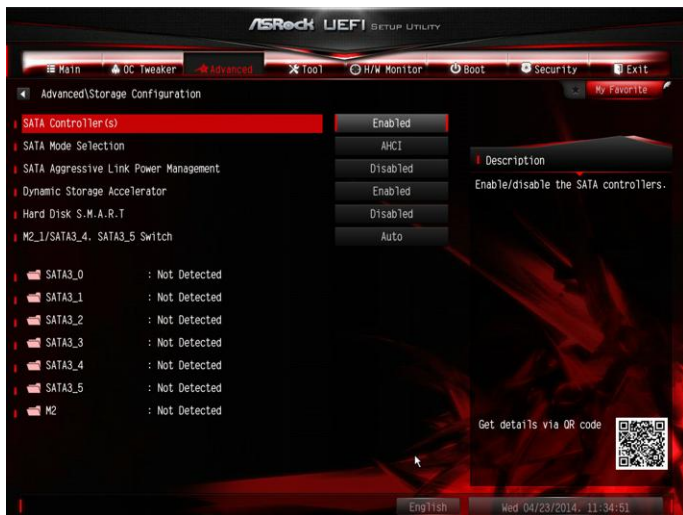 ASRock UEFI SETUP UTILITY
Main OC Tweaker Advanced Tool H/W Monitor Boot Security Exit
Advanced\Storage Configuration
My Favorite
SATA Controller(s) Enabled
SATA Mode Selection AHCI
SATA Aggressive Link Power Management Disabled
Dynamic Storage Accelerator Enabled
Hard Disk S.M.A.R.T Disabled
M2_1/SATA3_4. SATA3_5 Switch Auto
SATA3_0 : Not Detected
SATA3_1 : Not Detected
SATA3_2 : Not Detected
SATA3_3 : Not Detected
SATA3_4 : Not Detected
SATA3_5 : Not Detected
M2 : Not Detected
Description
Enable/disable the SATA controllers.
Get details via QR code
English
Wed 04/23/2014. 11:34:51